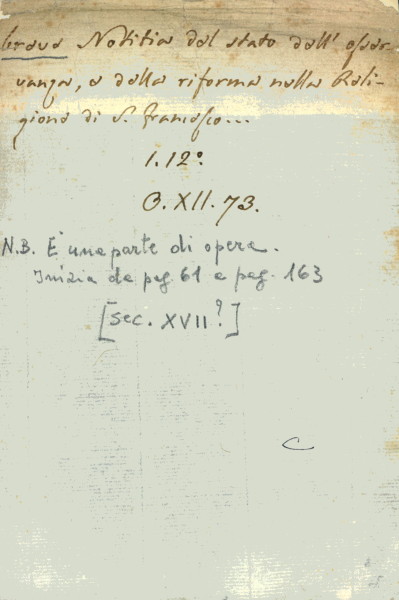 breve Notitia del stato dell' osser-
vanza, e della riforma nella Reli-
gione di S. Francesco...
1. 12°.
O. XII. 73.
N.B. È una parte di opera.
Inizia da pag. 61 a pag. 163
[sec. XVII?]
C